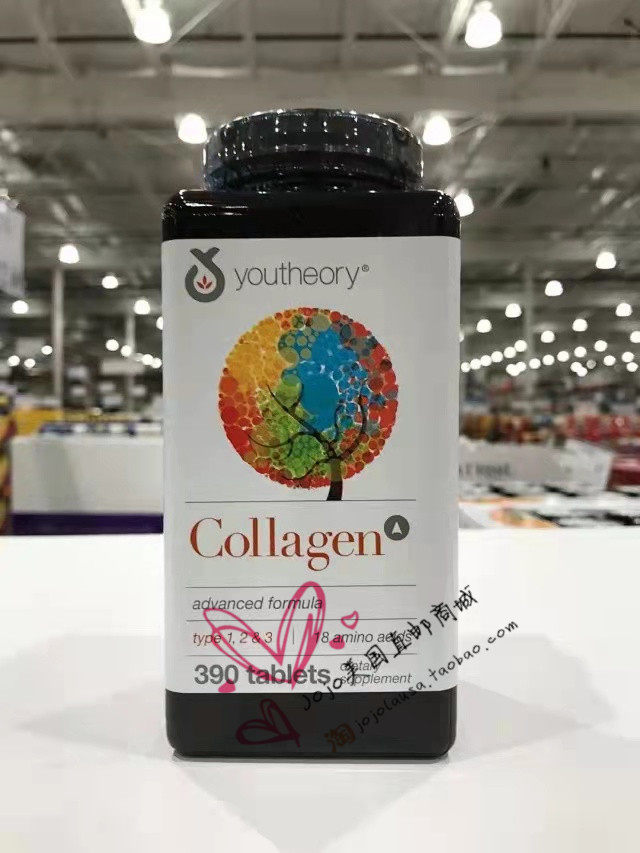 youtheory®
Collagen
advanced formula
type 1, 2 & 3 | 18 amino acids
390 tablets
dietary
supplement
JoJo美国直邮商城
淘 jojolausa.taobao.com